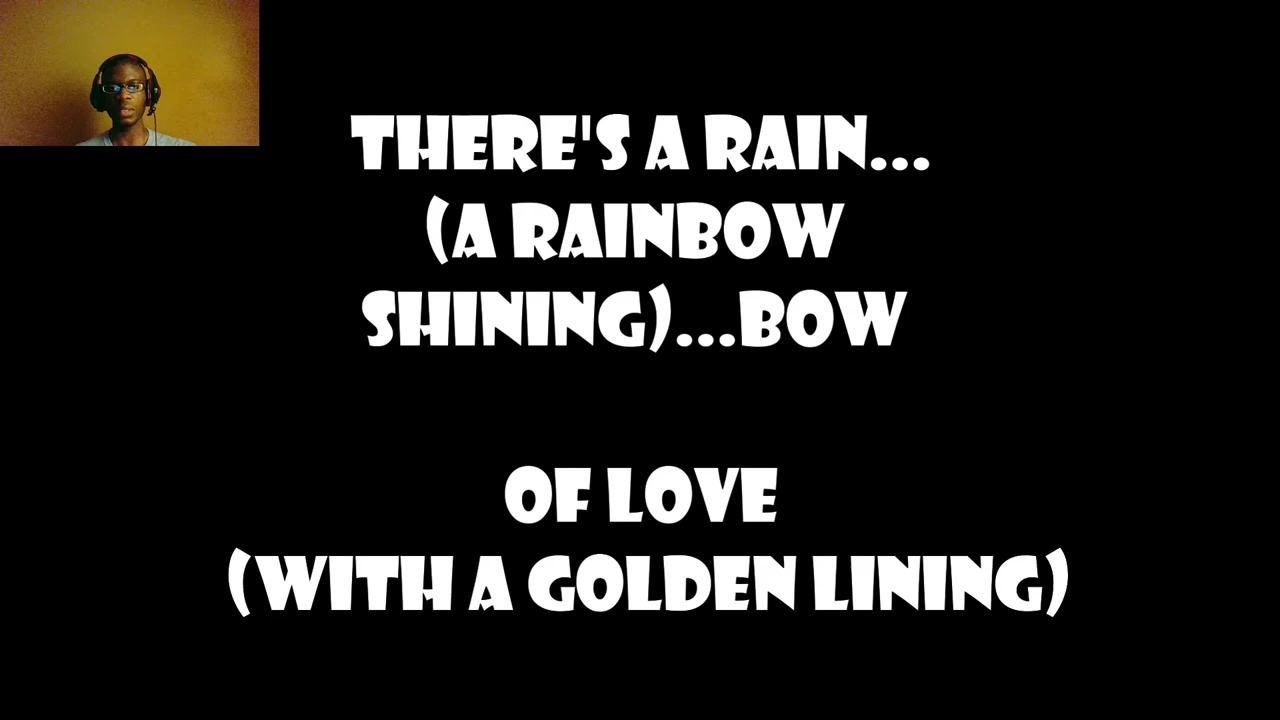 THERE'S A RAIN...
(A RAINBOW
SHINING)...BOW
OF LOVE
(WITH A GOLDEN LINING)